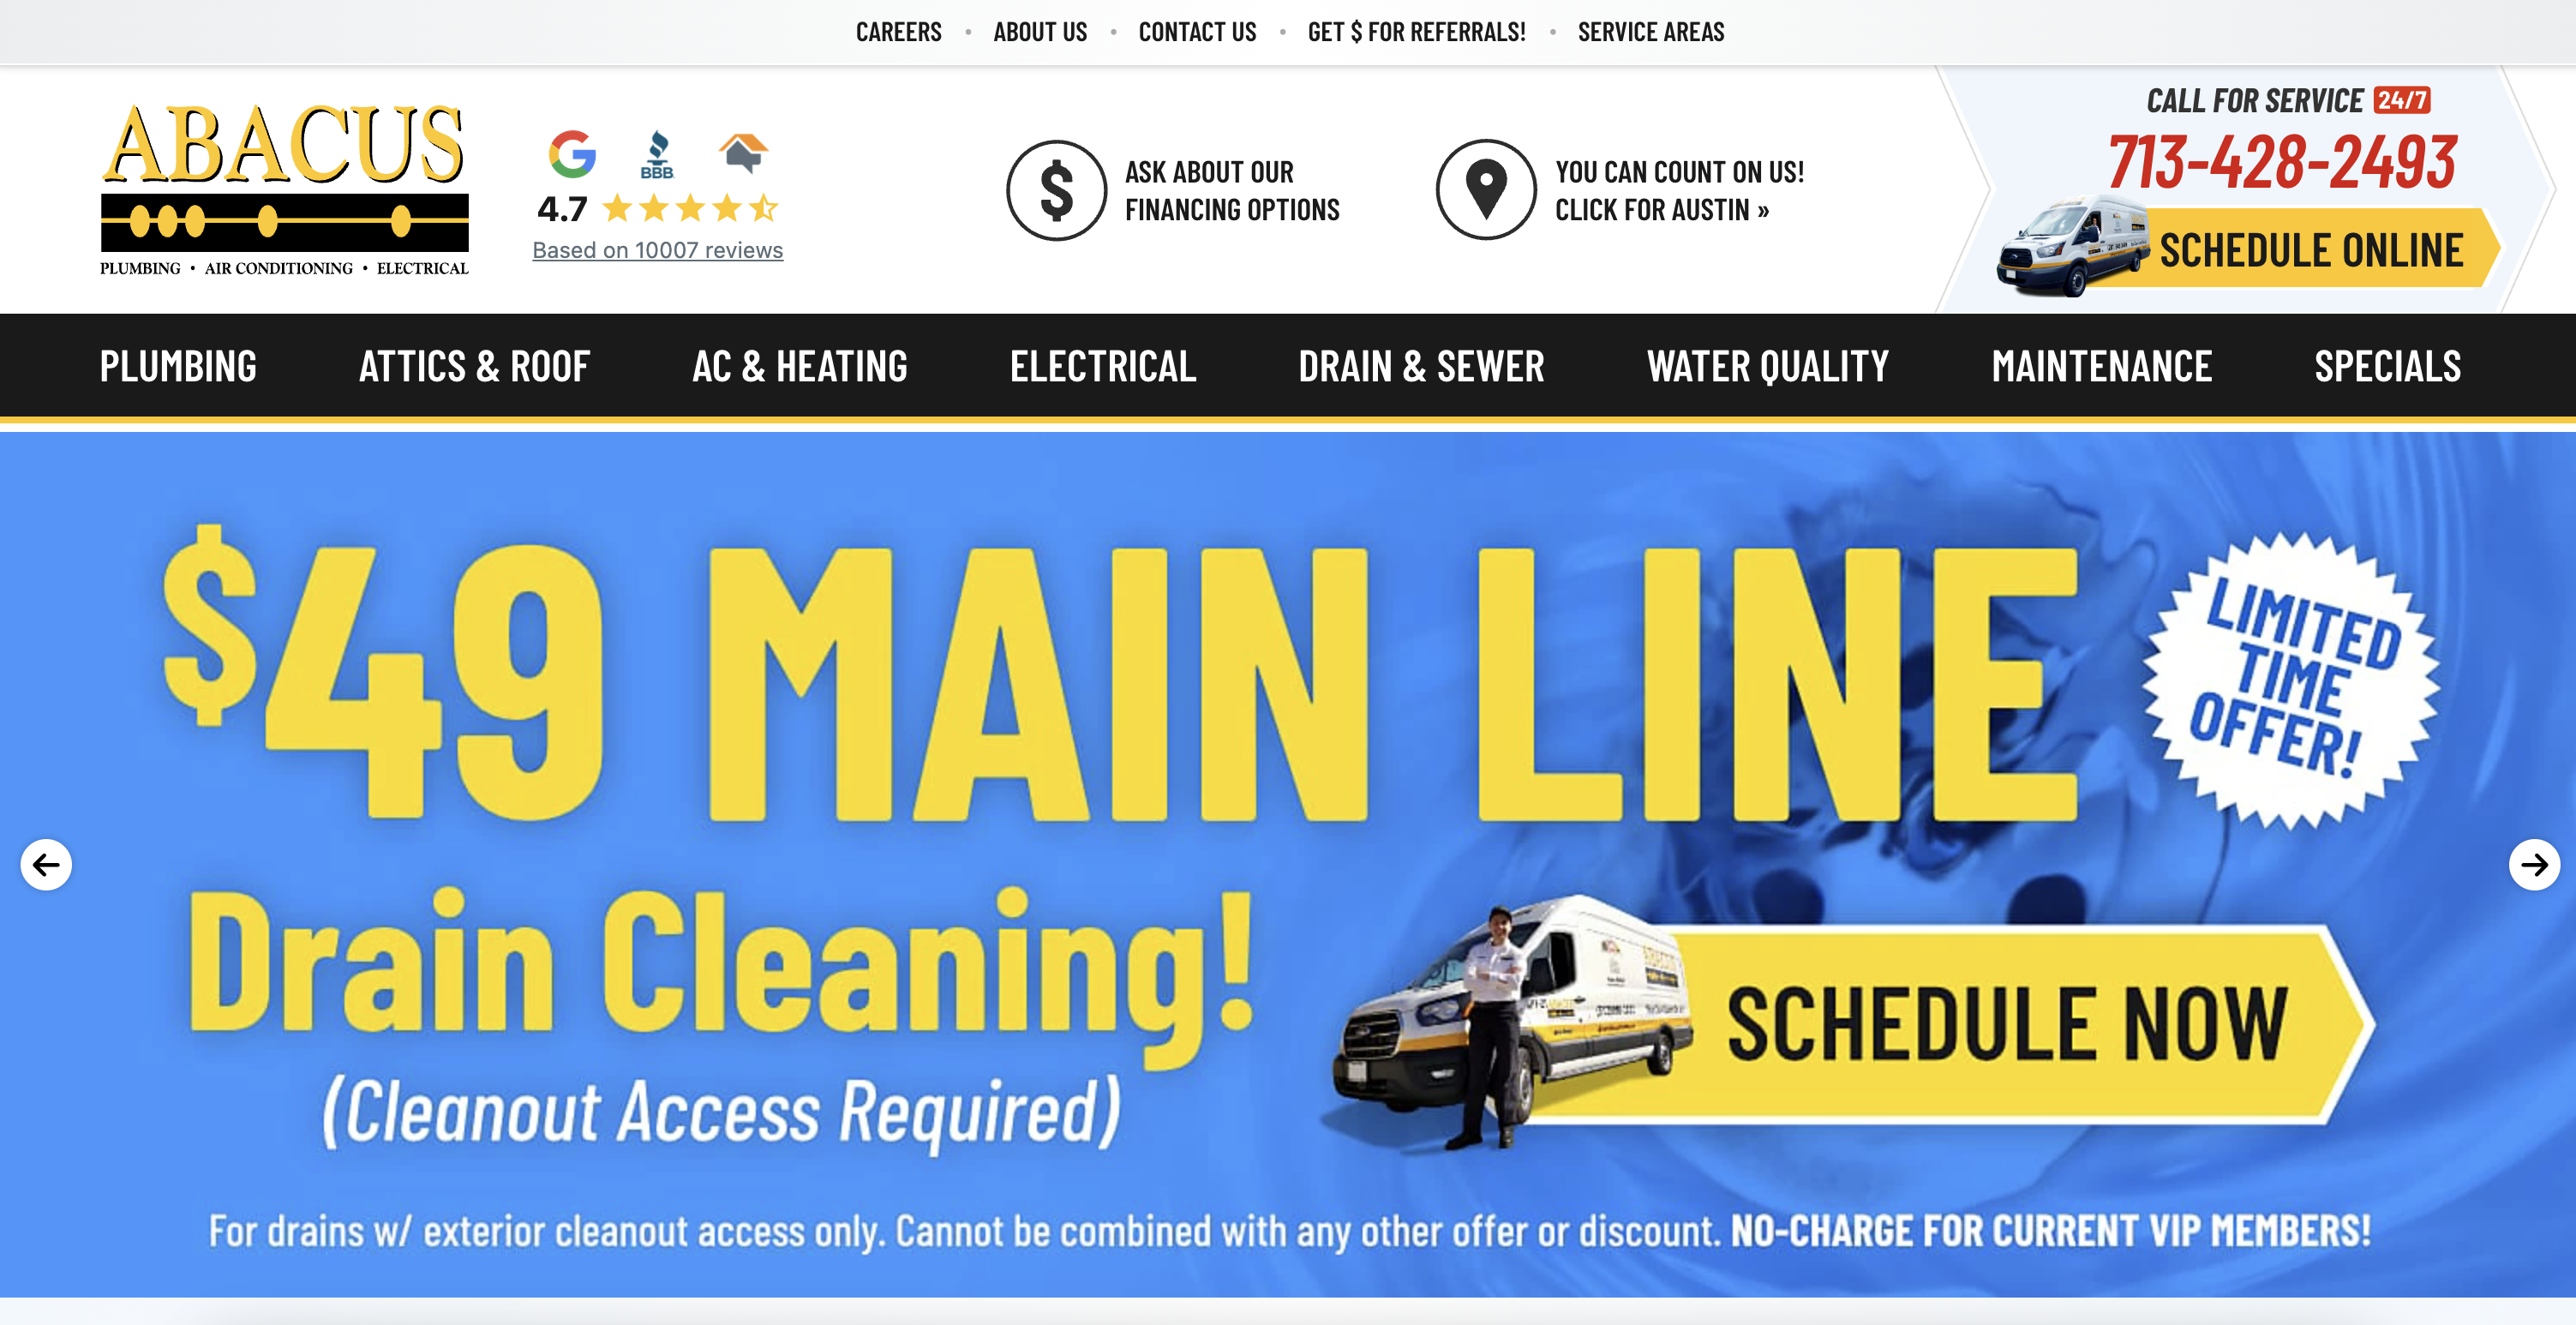 CAREERS • ABOUT US • CONTACT US • GET $ FOR REFERRALS! • SERVICE AREAS
ABACUS
PLUMBING • AIR CONDITIONING • ELECTRICAL
BBB
4.7
Based on 10007 reviews
$
ASK ABOUT OUR
FINANCING OPTIONS
YOU CAN COUNT ON US!
CLICK FOR AUSTIN »
CALL FOR SERVICE 24/7
713-428-2493
SCHEDULE ONLINE
PLUMBING ATTICS & ROOF AC & HEATING ELECTRICAL DRAIN & SEWER WATER QUALITY MAINTENANCE SPECIALS
$49 MAIN LINE
LIMITED
TIME
OFFER!
Drain Cleaning!
(Cleanout Access Required)
SCHEDULE NOW
For drains w/ exterior cleanout access only. Cannot be combined with any other offer or discount. NO-CHARGE FOR CURRENT VIP MEMBERS!